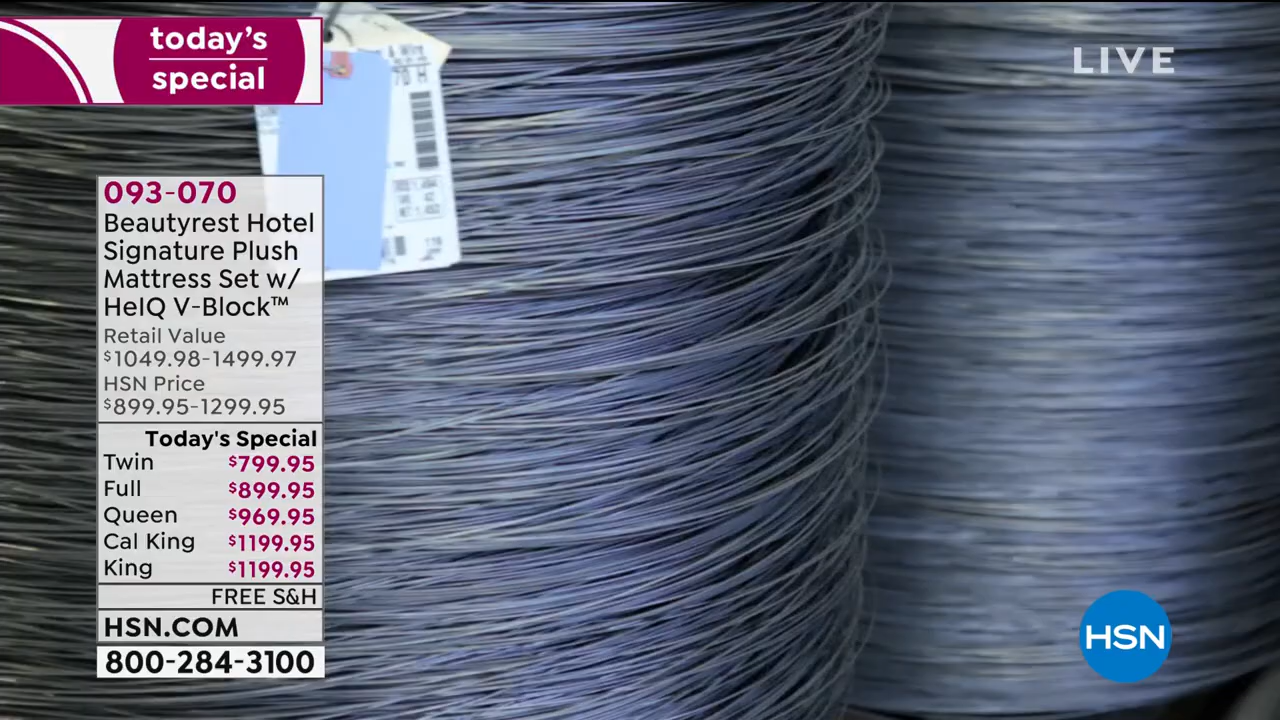 today's
special
LIVE
70 H
093-070
Beautyrest Hotel
Signature Plush
Mattress Set w/
HeIQ V-Block™
Retail Value
$1049.98-1499.97
HSN Price
$899.95-1299.95
Today's Special
Twin $799.95
Full $899.95
Queen $969.95
Cal King $1199.95
King $1199.95
FREE S&H
HSN.COM
800-284-3100
HSN